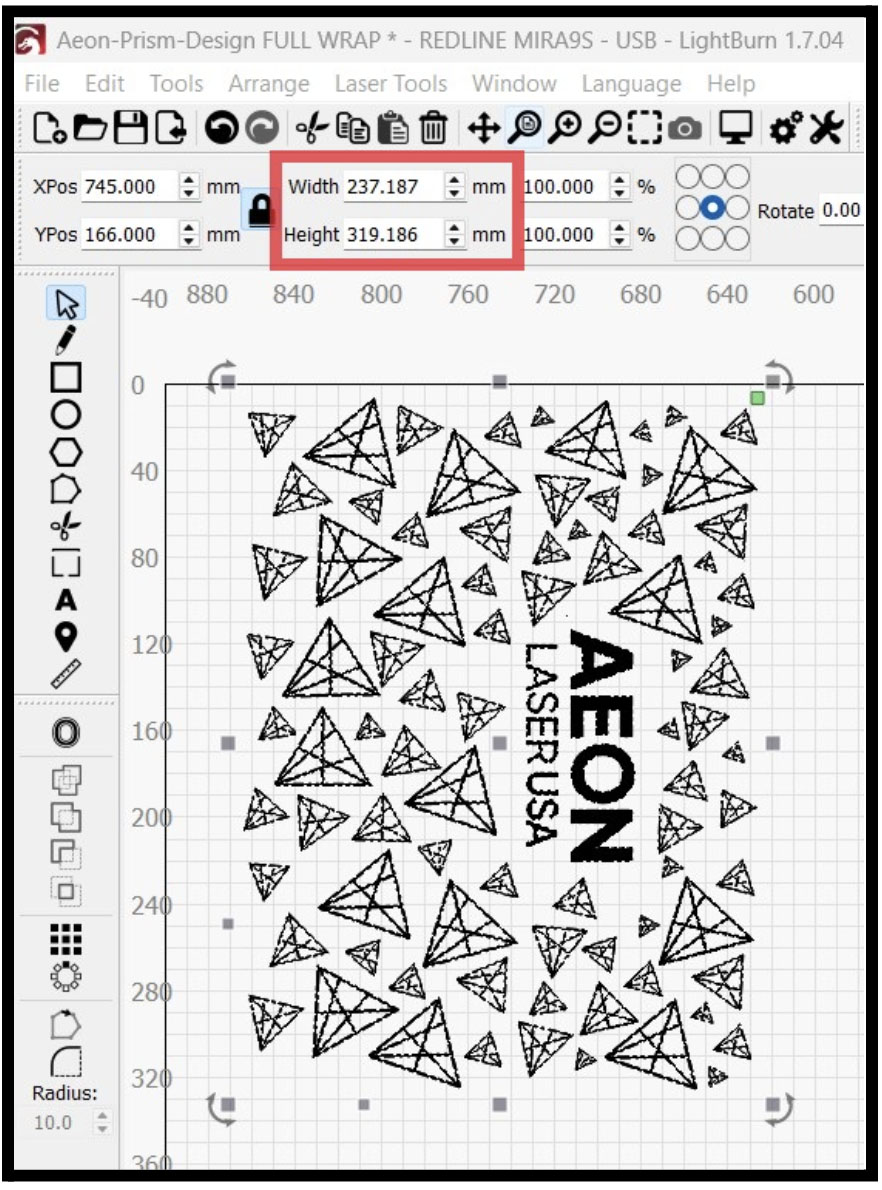 Aeon-Prism-Design FULL WRAP * - REDLINE MIRA9S - USB - LightBurn 1.7.04
File Edit Tools Arrange Laser Tools Window Language Help
XPos 745.000 mm Width 237.187 mm 100.000 %
YPos 166.000 mm Height 319.186 mm 100.000 %
Rotate 0.00
-40 880 840 800 760 720 680 640 600
0
40
80
120
160
200
240
280
320
360
A
AEON
LASER USA
Radius:
10.0